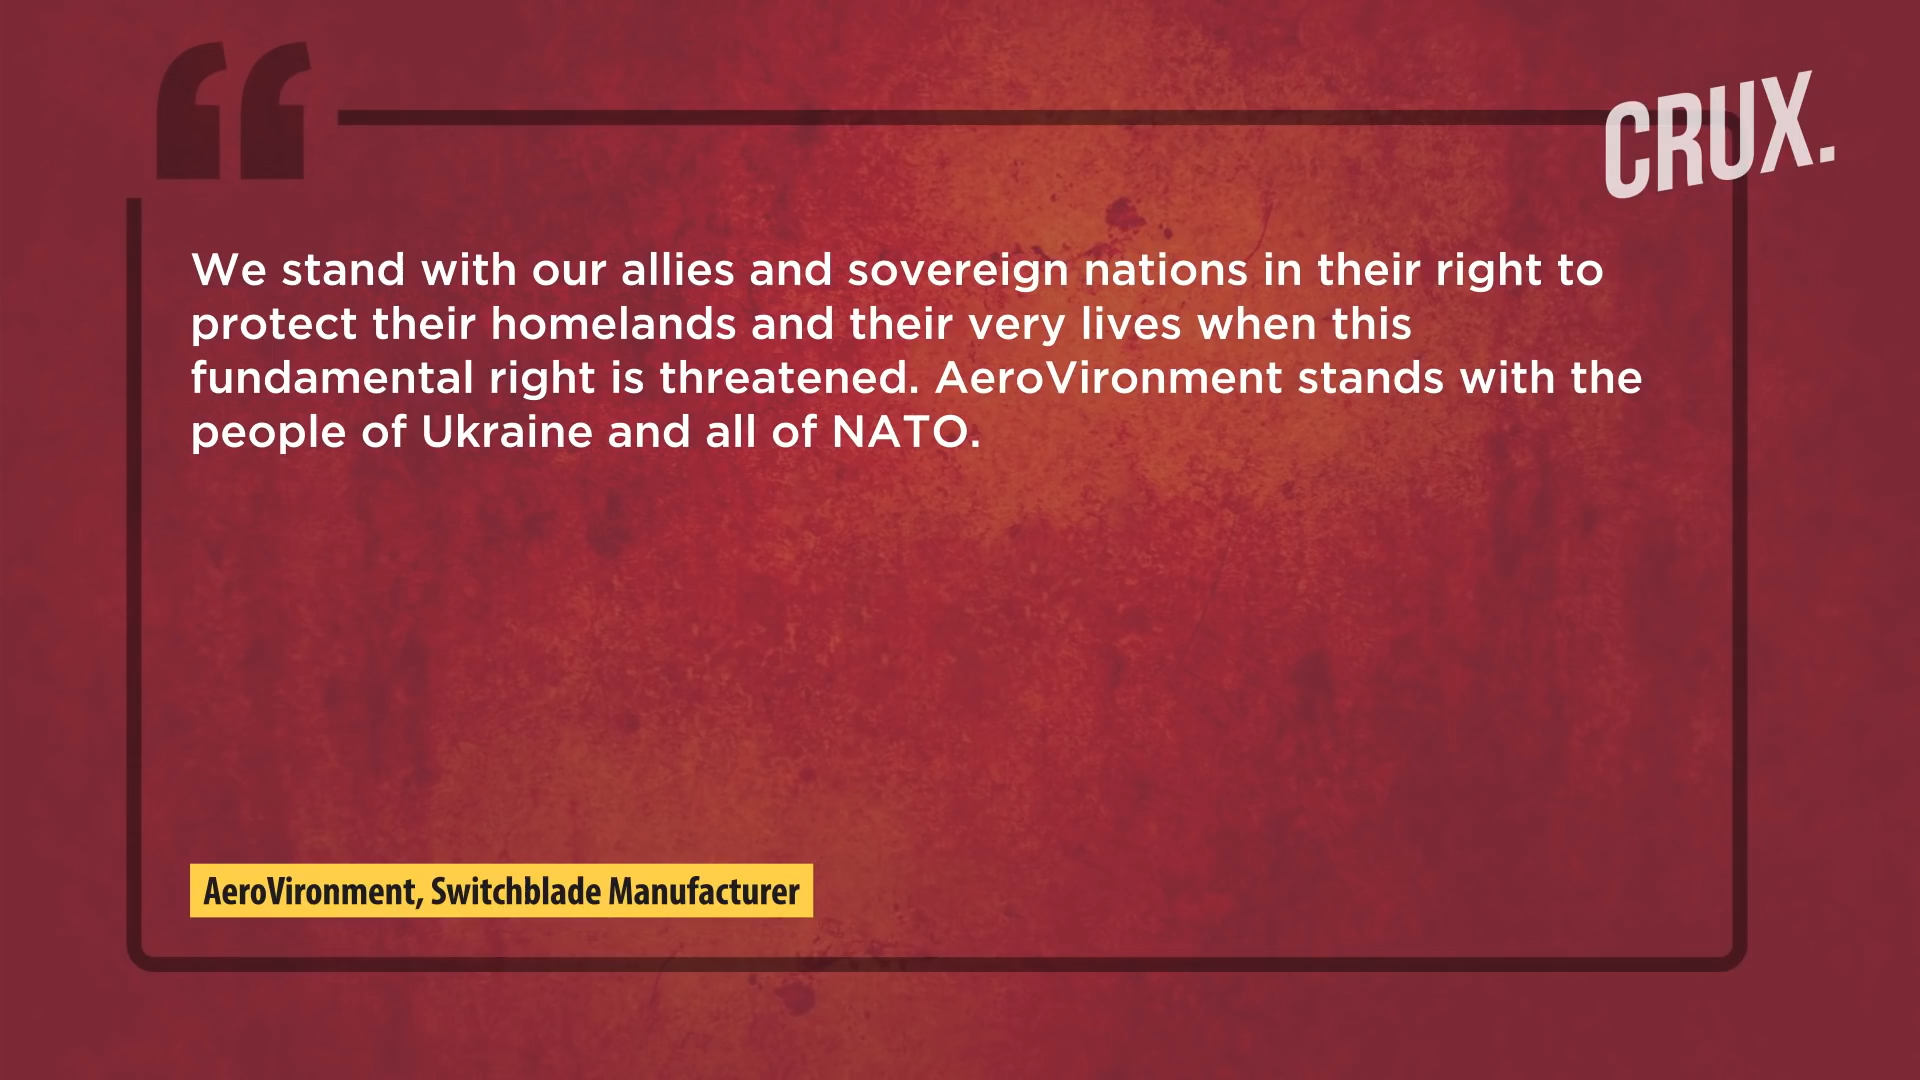 CRUX.
We stand with our allies and sovereign nations in their right to
protect their homelands and their very lives when this
fundamental right is threatened. AeroVironment stands with the
people of Ukraine and all of NATO.
AeroVironment, Switchblade Manufacturer